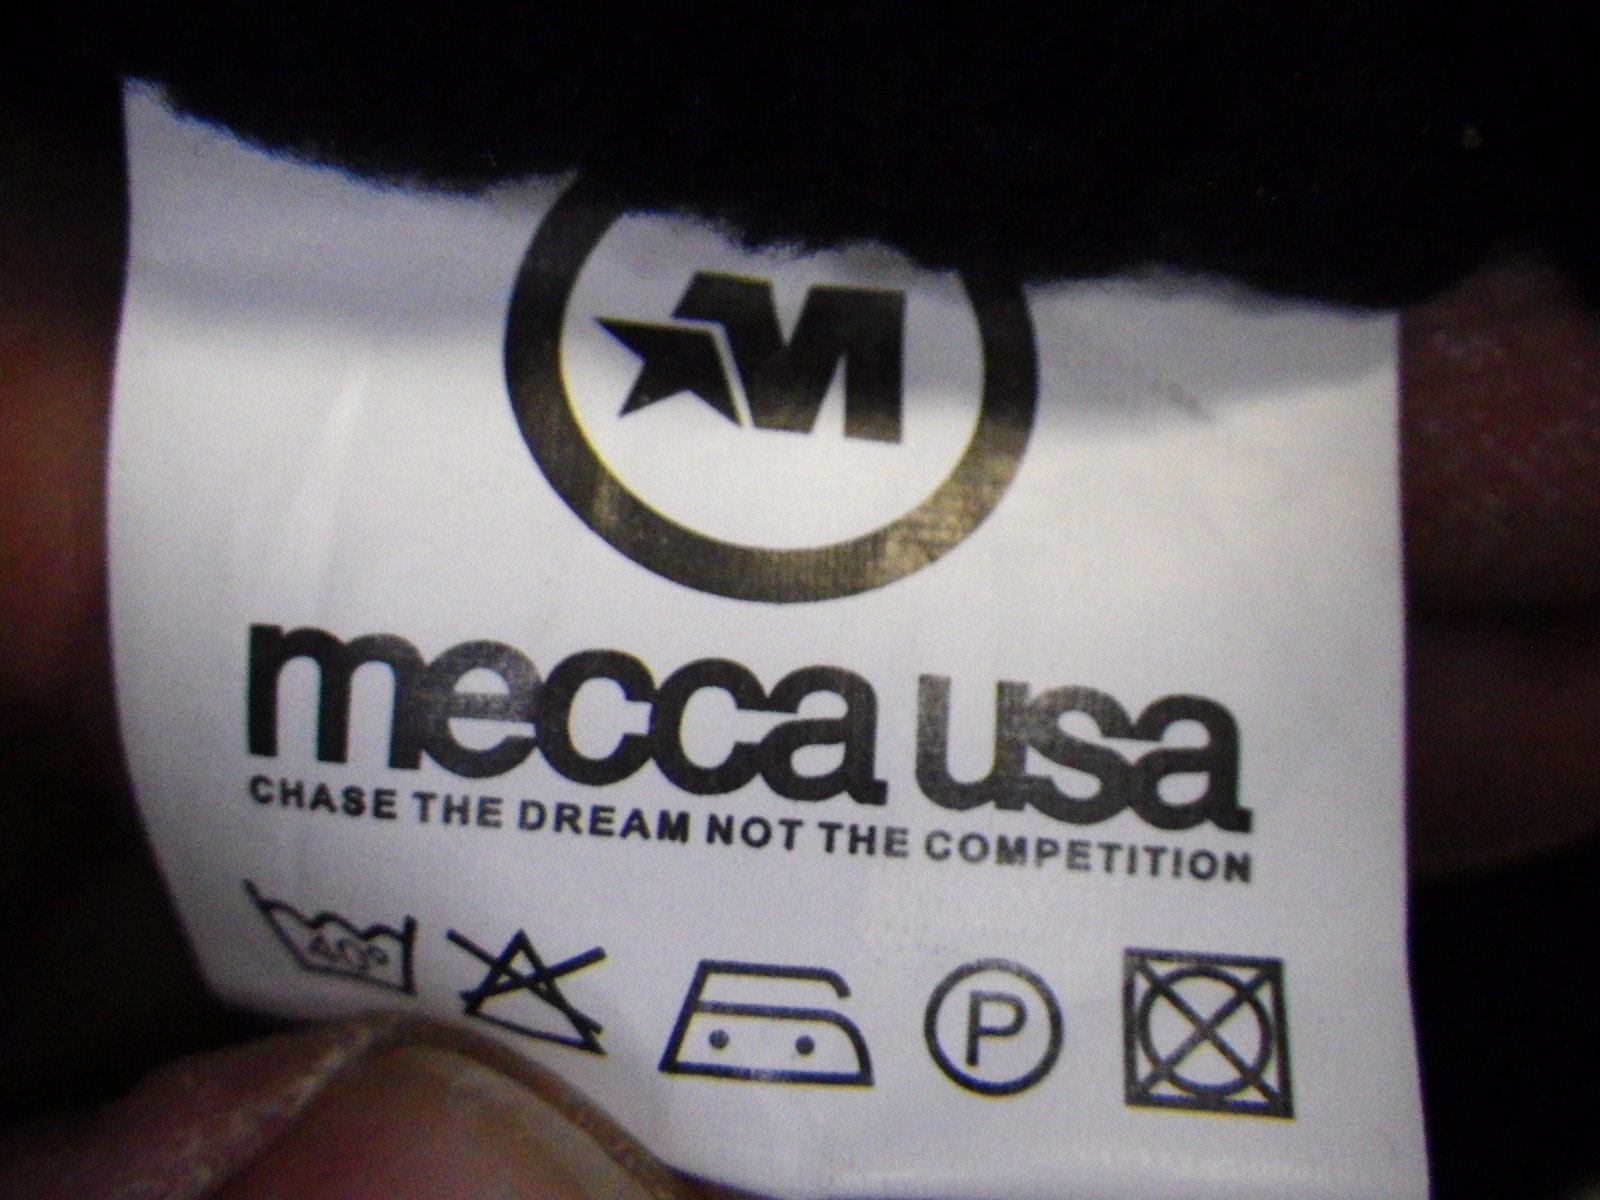 M
mecca usa
CHASE THE DREAM NOT THE COMPETITION
40° P